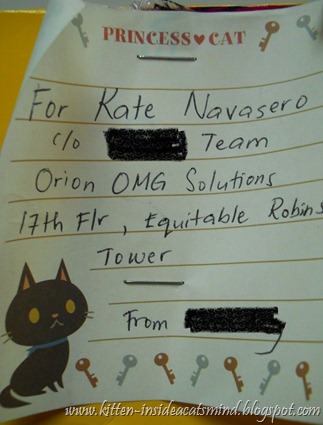 PRINCESS♥CAT
For Kate Navasero
c/o Team
Orion OMG Solutions
17th Flr, Equitable Robins
Tower
From
www.kitten-insideacatsmind.blogspot.com